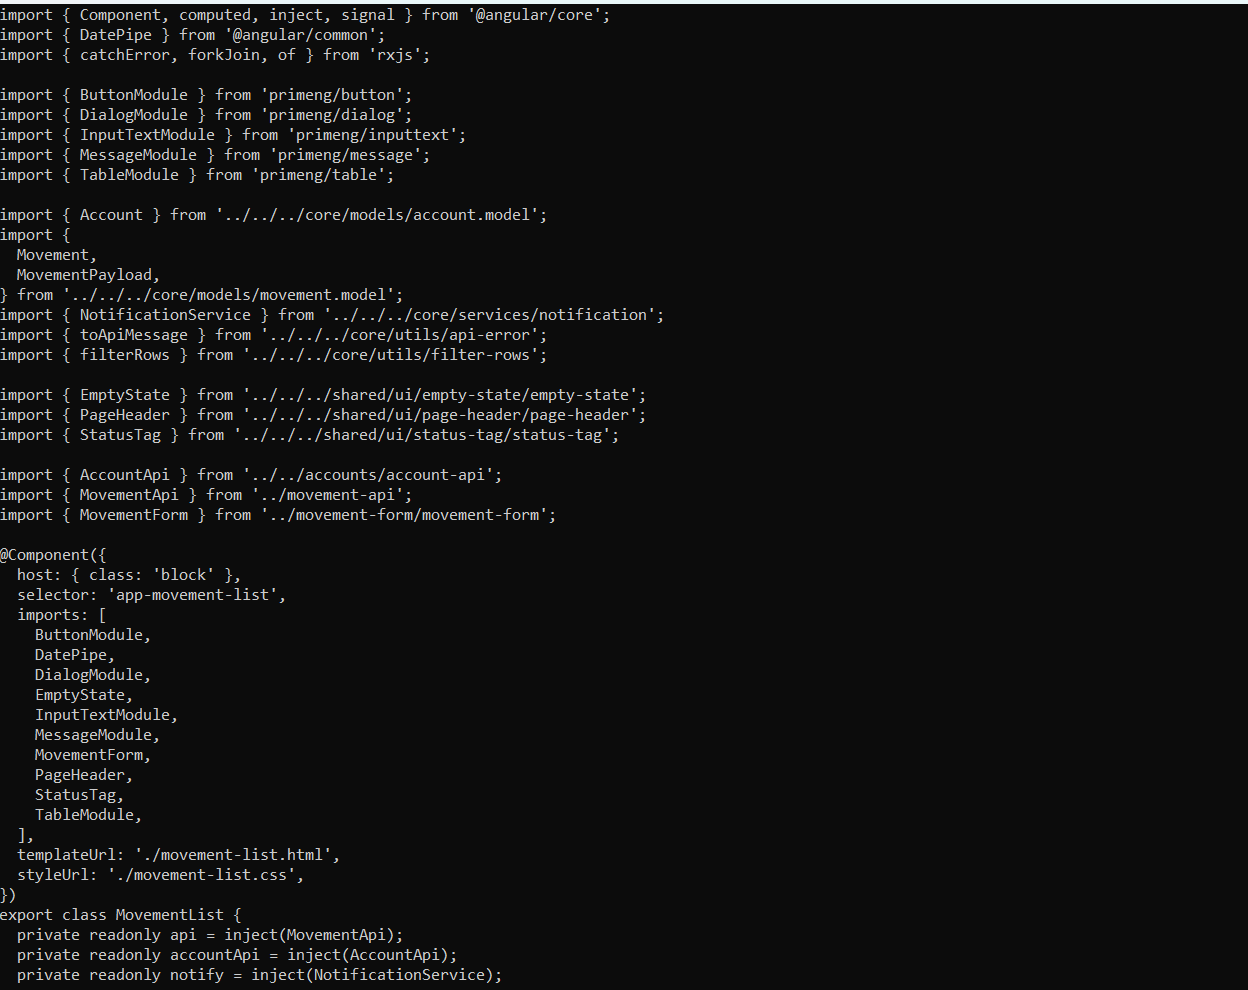 import { Component, computed, inject, signal } from '@angular/core';
import { DatePipe } from '@angular/common';
import { catchError, forkJoin, of } from 'rxjs';

import { ButtonModule } from 'primeng/button';
import { DialogModule } from 'primeng/dialog';
import { InputTextModule } from 'primeng/inputtext';
import { MessageModule } from 'primeng/message';
import { TableModule } from 'primeng/table';

import { Account } from '../../../core/models/account.model';
import {
  Movement,
  MovementPayload,
} from '../../../core/models/movement.model';
import { NotificationService } from '../../../core/services/notification';
import { toApiMessage } from '../../../core/utils/api-error';
import { filterRows } from '../../../core/utils/filter-rows';

import { EmptyState } from '../../../shared/ui/empty-state/empty-state';
import { PageHeader } from '../../../shared/ui/page-header/page-header';
import { StatusTag } from '../../../shared/ui/status-tag/status-tag';

import { AccountApi } from '../../accounts/account-api';
import { MovementApi } from '../movement-api';
import { MovementForm } from '../movement-form/movement-form';

@Component({
  host: { class: 'block' },
  selector: 'app-movement-list',
  imports: [
    ButtonModule,
    DatePipe,
    DialogModule,
    EmptyState,
    InputTextModule,
    MessageModule,
    MovementForm,
    PageHeader,
    StatusTag,
    TableModule,
  ],
  templateUrl: './movement-list.html',
  styleUrl: './movement-list.css',
})
export class MovementList {
  private readonly api = inject(MovementApi);
  private readonly accountApi = inject(AccountApi);
  private readonly notify = inject(NotificationService);